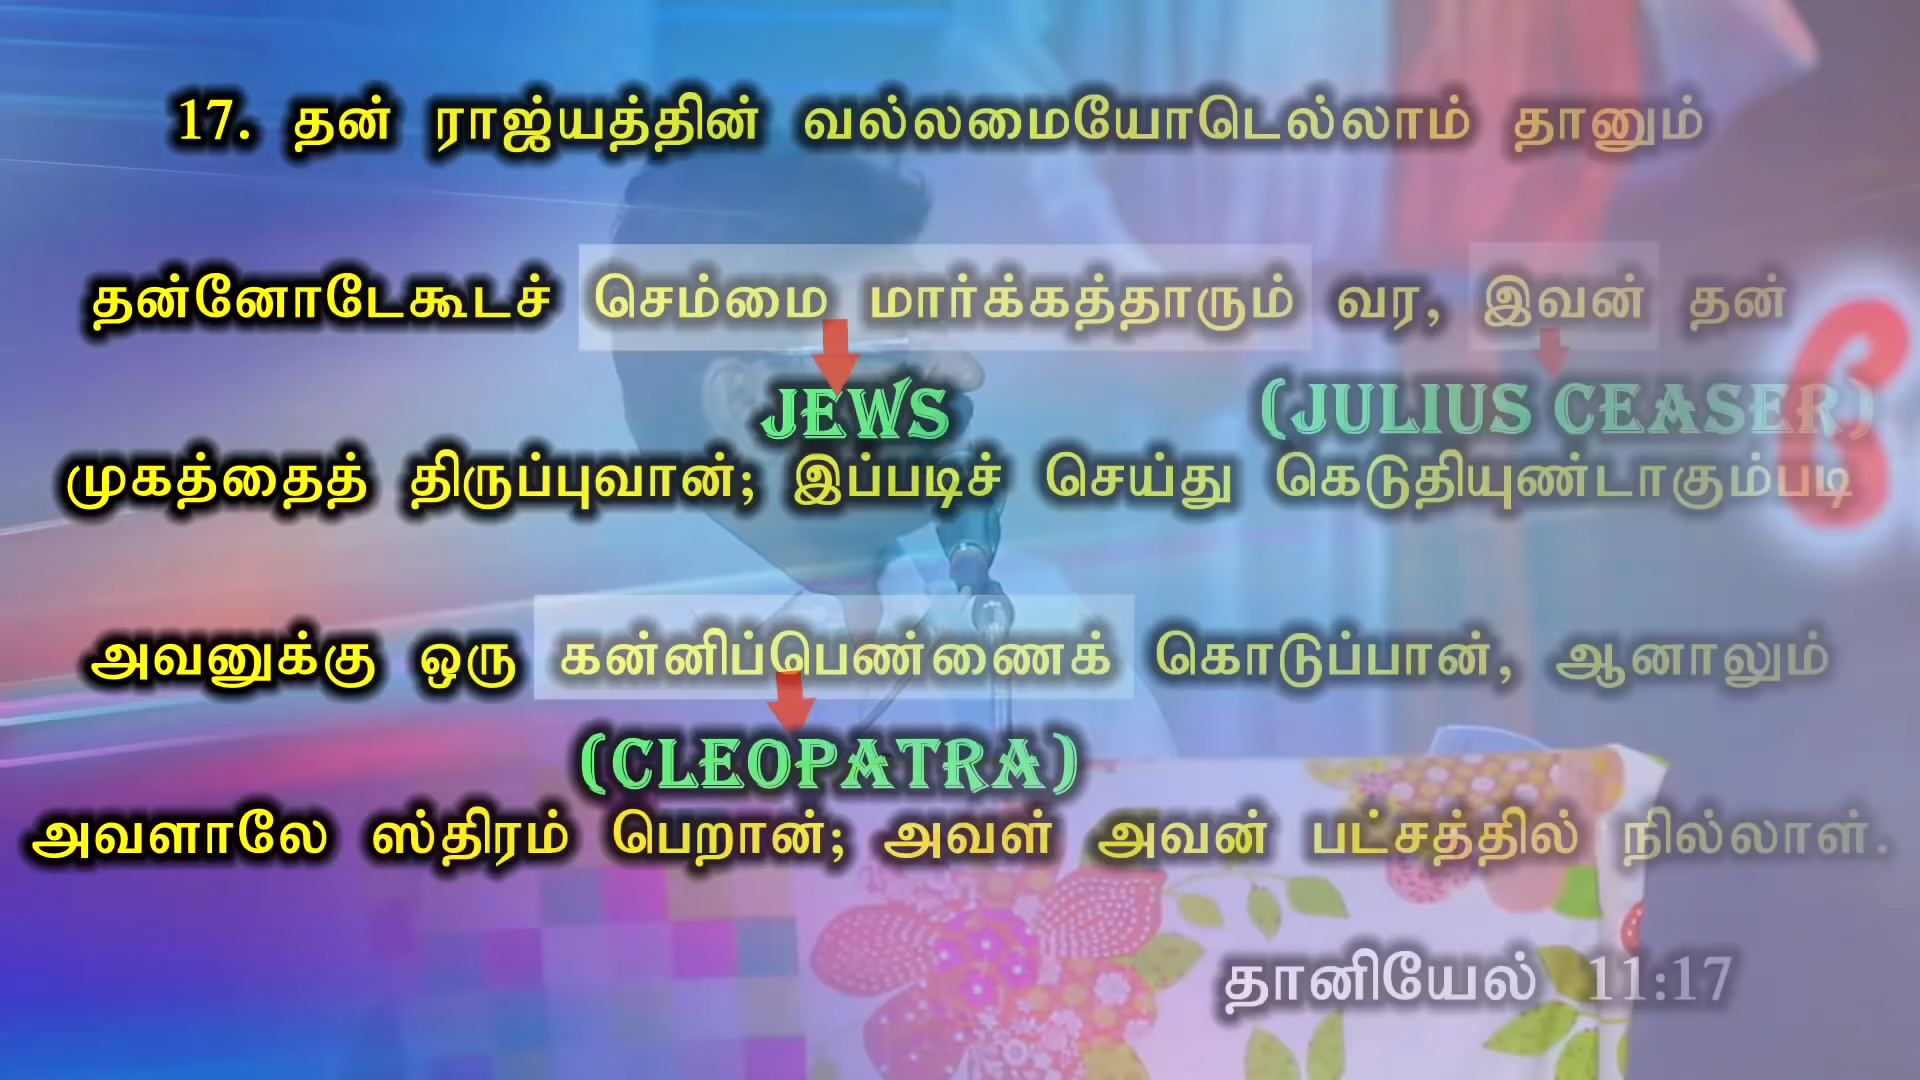 17. தன் ராஜ்யத்தின் வல்லமையோடெல்லாம் தானும்
தன்னோடேகூடச் செம்மை மார்க்கத்தாரும் வர, இவன் தன்
JEWS (JULIUS CEASER)
முகத்தைத் திருப்புவான்; இப்படிச் செய்து கெடுதியுண்டாகும்படி
அவனுக்கு ஒரு கன்னிப்பெண்ணைக் கொடுப்பான், ஆனாலும்
(CLEOPATRA)
அவளாலே ஸ்திரம் பெறான்; அவள் அவன் பட்சத்தில் நில்லாள்.
தானியேல் 11:17